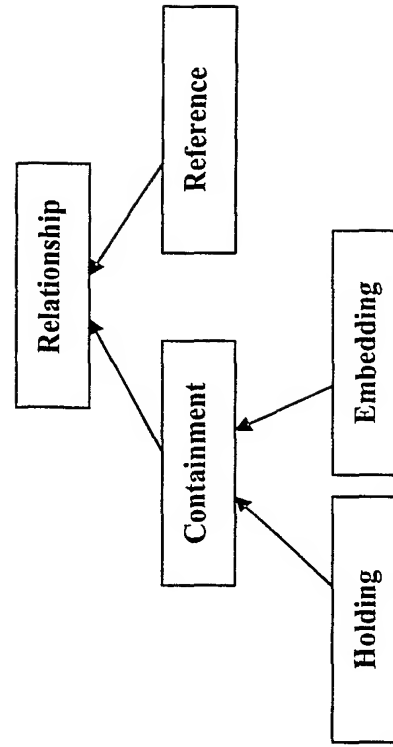 Relationship
Containment
Reference
Holding
Embedding